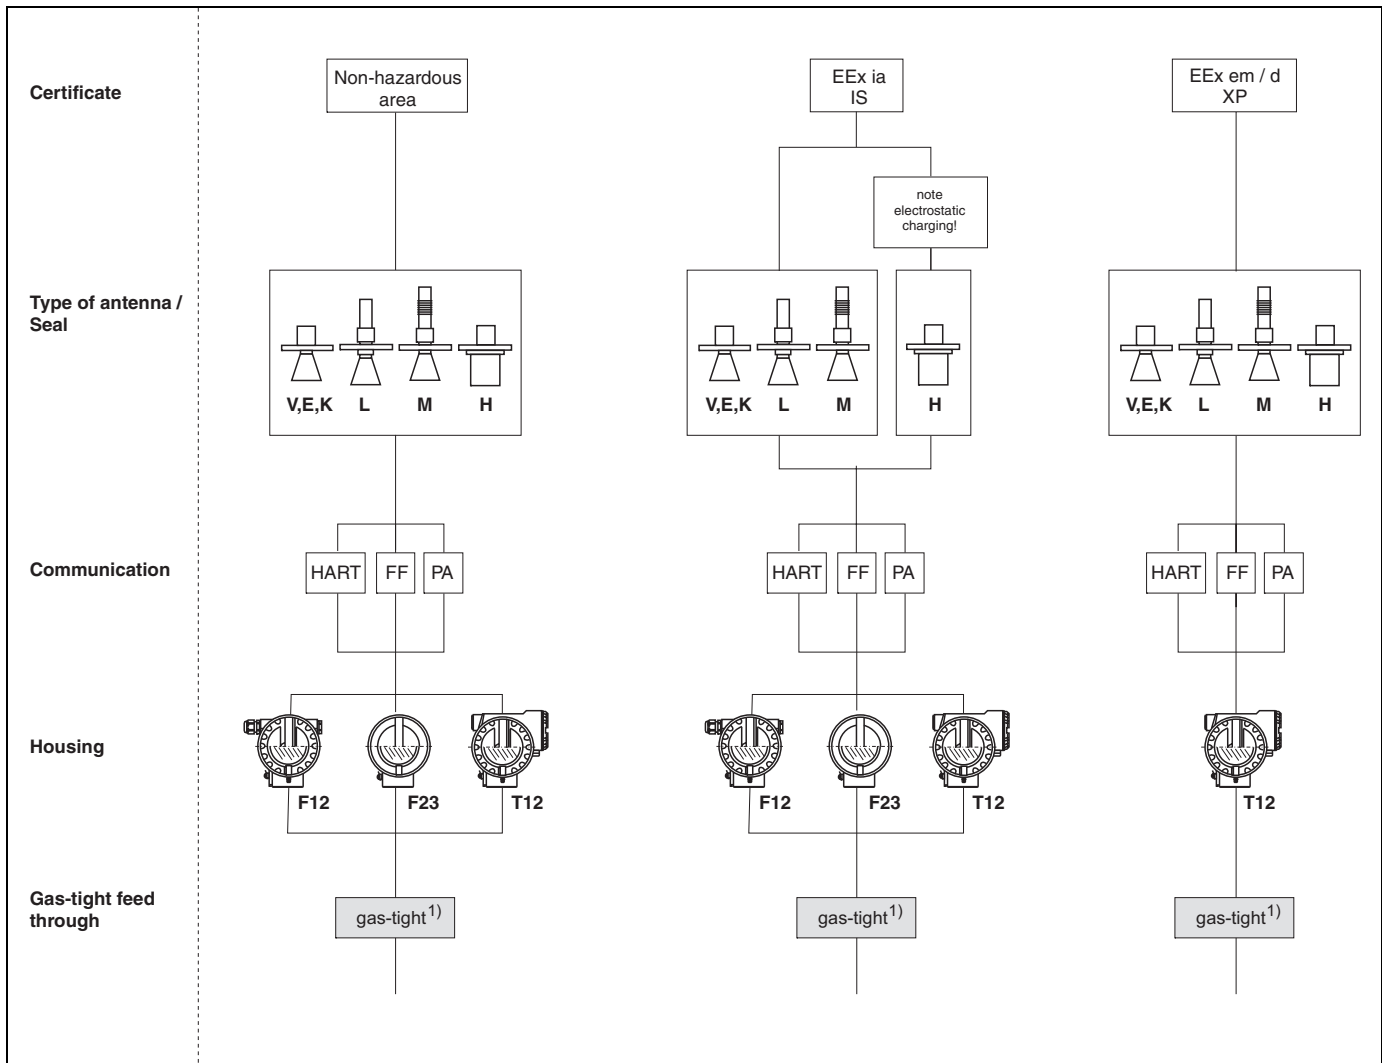 Certificate
Non-hazardous
area
EEx ia
IS
EEx em / d
XP
note
electrostatic
charging!
Type of antenna /
Seal
V,E,K L M H
V,E,K L M H
V,E,K L M H
Communication
HART FF PA
HART FF PA
HART FF PA
Housing
F12 F23 T12
F12 F23 T12
T12
Gas-tight feed
through
gas-tight1)
gas-tight1)
gas-tight1)